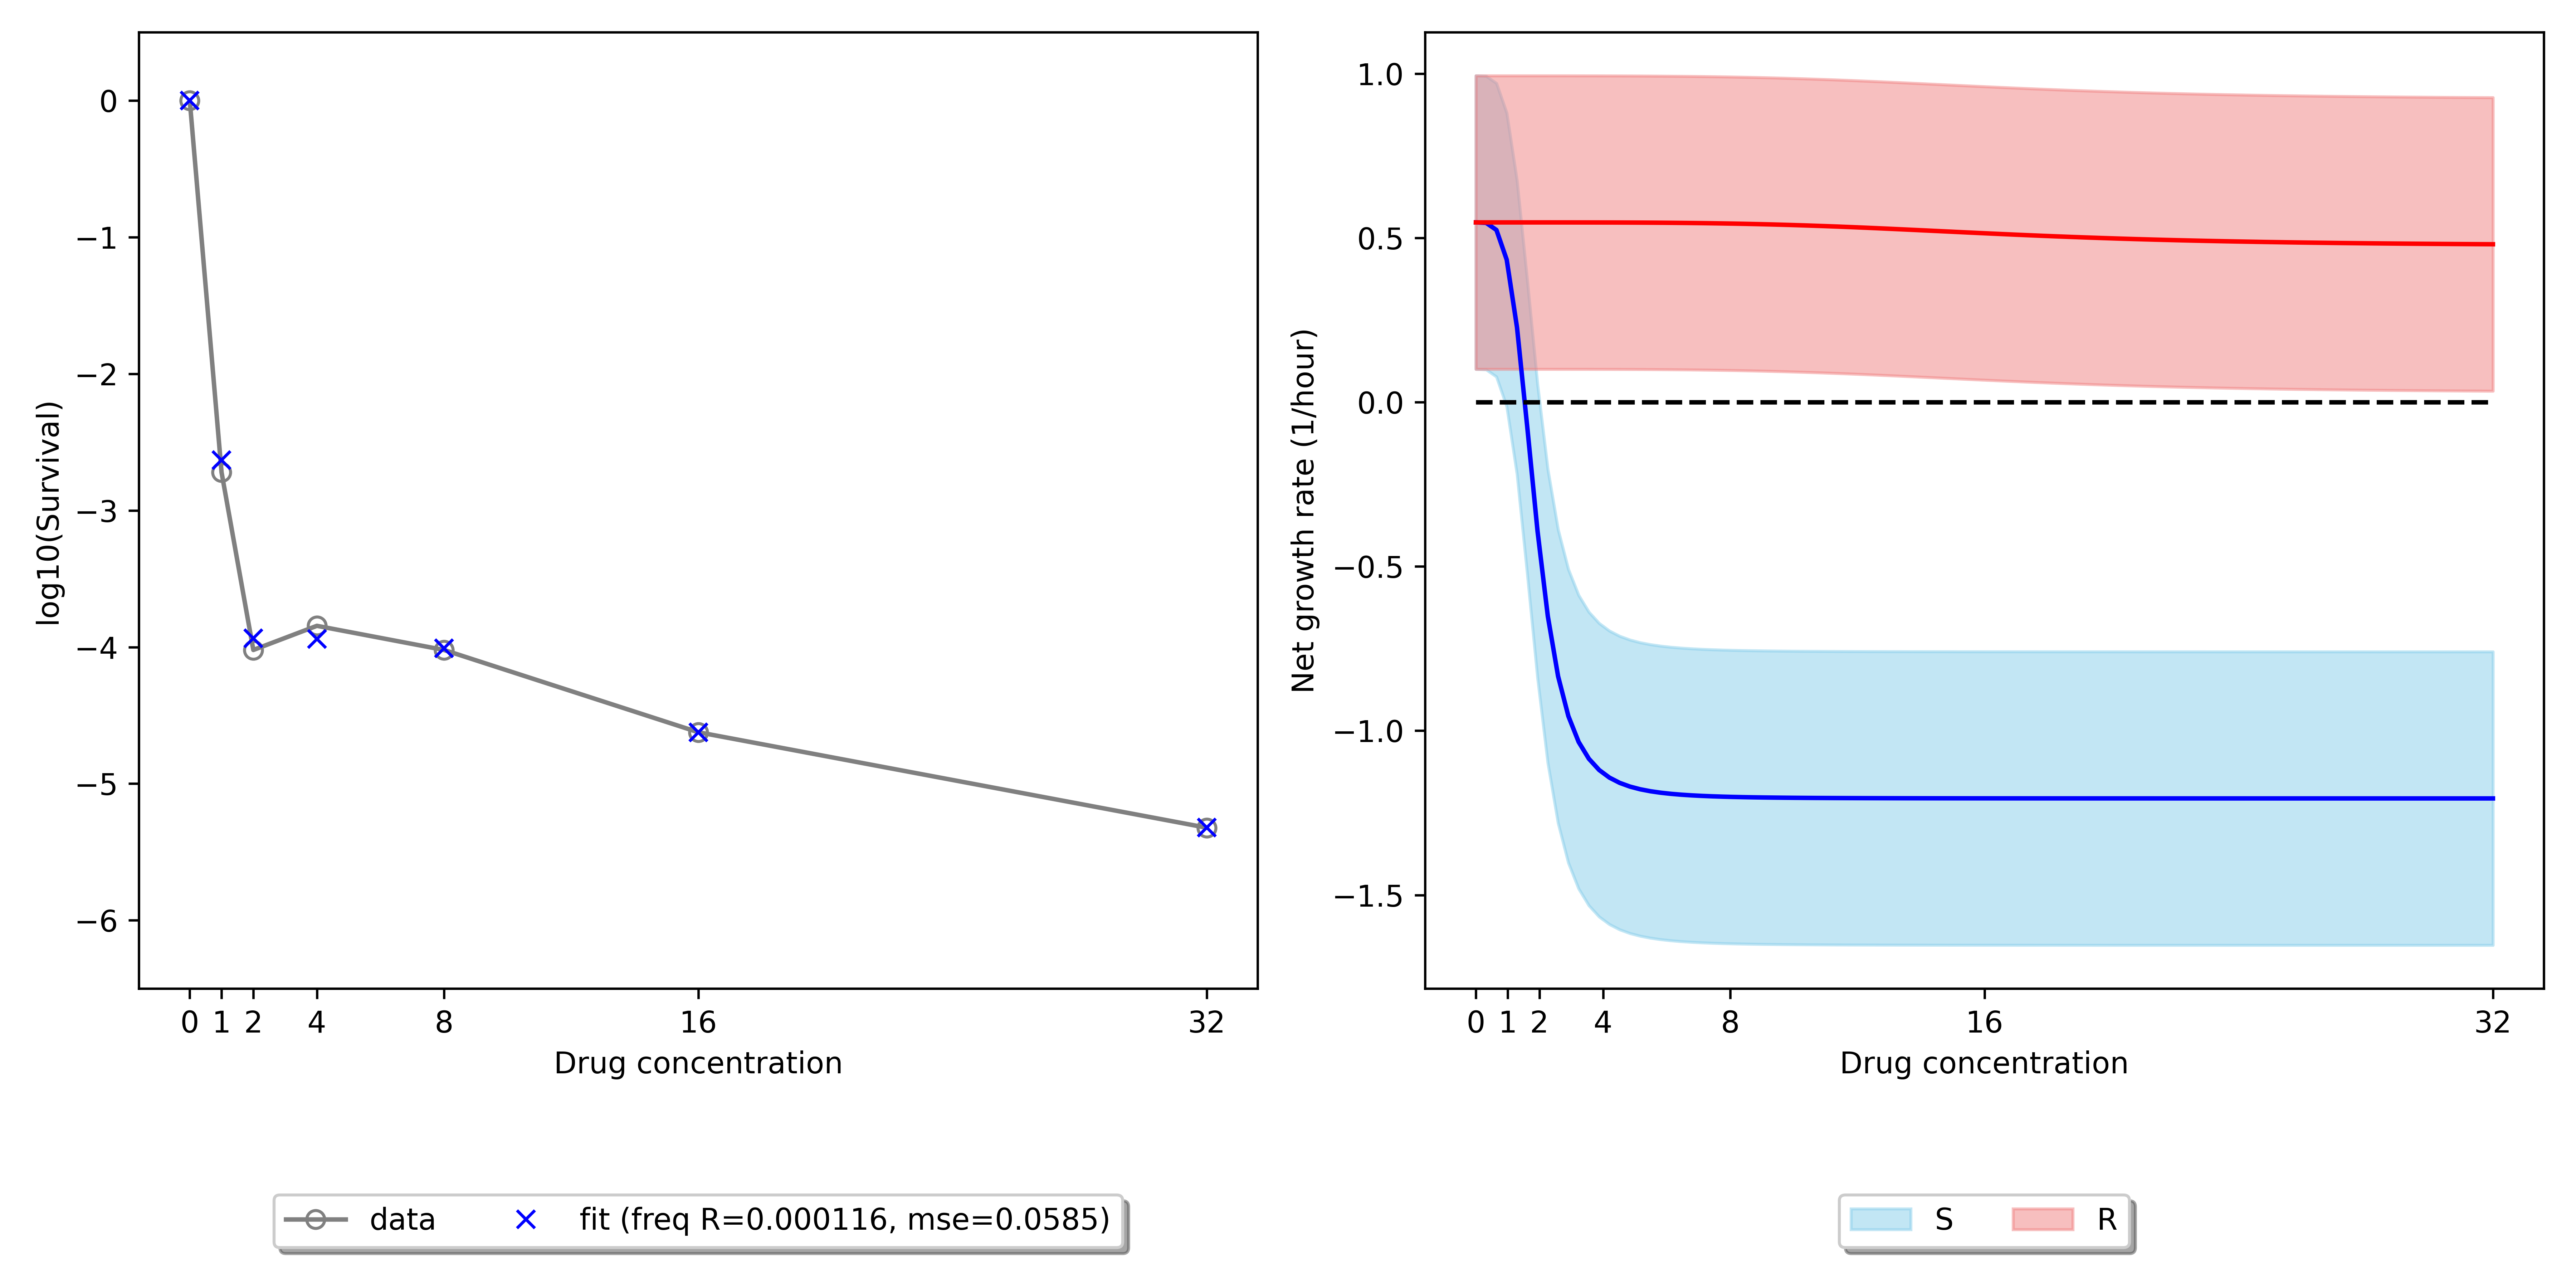 log10(Survival)
0
−1
−2
−3
−4
−5
−6
0 1 2 4 8 16 32
Drug concentration
data fit (freq R=0.000116, mse=0.0585)
Net growth rate (1/hour)
1.0
0.5
0.0
−0.5
−1.0
−1.5
0 1 2 4 8 16 32
Drug concentration
S R